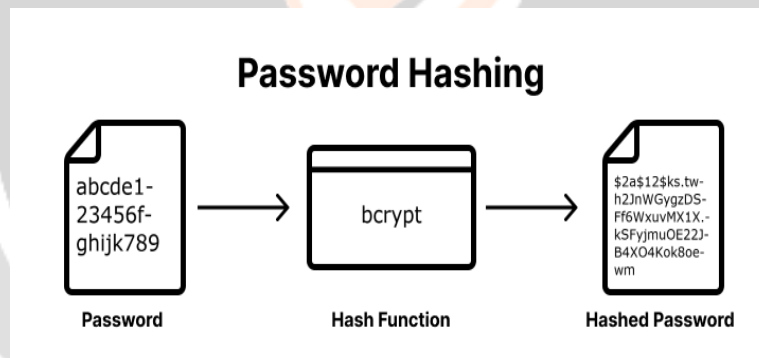 Password Hashing
abcde1-
23456f-
ghijk789
bcrypt
$2a$12$ks.tw-
h2JnWGygzDS-
Ff6WxuvMX1X.-
kSFyjmuOE22J-
B4XO4Kok8oe-
wm
Password
Hash Function
Hashed Password